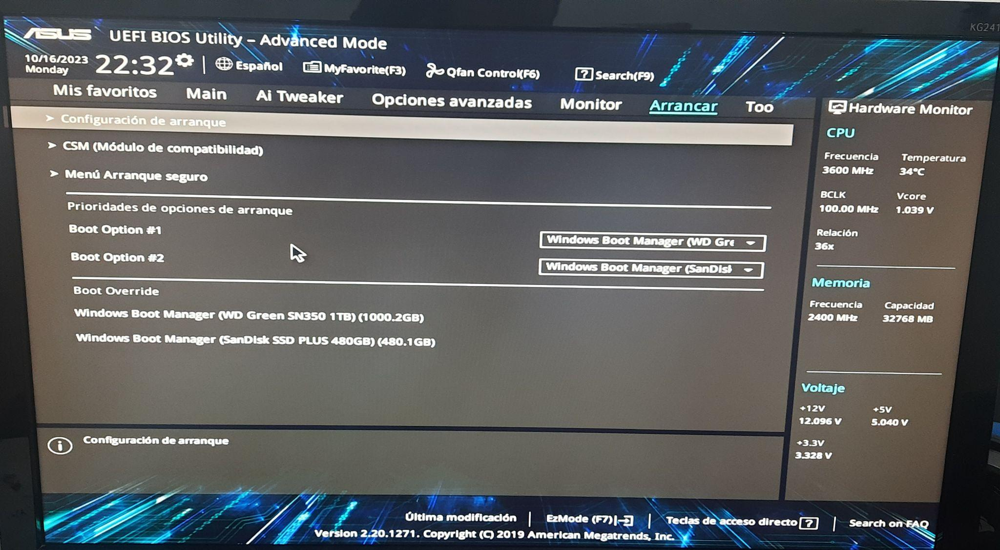 KG241
ASUS UEFI BIOS Utility – Advanced Mode
10/16/2023
Monday
22:32
Español
MyFavorite(F3)
Qfan Control(F6)
Search(F9)
Mis favoritos
Main
Ai Tweaker
Opciones avanzadas
Monitor
Arrancar
Too
Configuración de arranque
CSM (Módulo de compatibilidad)
Menú Arranque seguro
Prioridades de opciones de arranque
Boot Option #1
Windows Boot Manager (WD Gre
Boot Option #2
Windows Boot Manager (SanDisk
Boot Override
Windows Boot Manager (WD Green SN350 1TB) (1000.2GB)
Windows Boot Manager (SanDisk SSD PLUS 480GB) (480.1GB)
Configuración de arranque
Hardware Monitor
CPU
Frecuencia Temperatura
3600 MHz 34°C
BCLK Vcore
100.00 MHz 1.039 V
Relación
36x
Memoria
Frecuencia Capacidad
2400 MHz 32768 MB
Voltaje
+12V +5V
12.096 V 5.040 V
+3.3V
3.328 V
Última modificación
EzMode (F7)
Teclas de acceso directo ?
Search on FAQ
Version 2.20.1271. Copyright (C) 2019 American Megatrends, Inc.